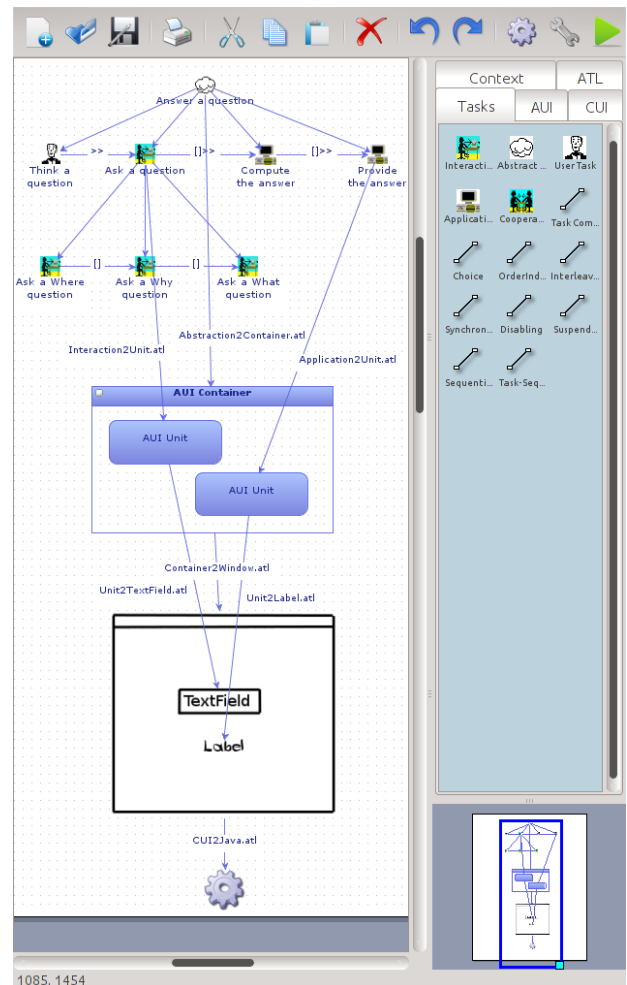 Answer a question
>>
[]>>
[]>>
Think a
question
Ask a question
Compute
the answer
Provide
the answer
[]
[]
Ask a Where
question
Ask a Why
question
Ask a What
question
Abstraction2Container.atl
Interaction2Unit.atl
Application2Unit.atl
AUI Container
AUI Unit
AUI Unit
Container2Window.atl
Unit2TextField.atl
Unit2Label.atl
TextField
Label
CUI2Java.atl
1085, 1454
Context
ATL
Tasks
AUI
CUI
Interacti...
Abstract ...
UserTask
Applicati...
Coopera...
Task Com...
Choice
OrderInd...
Interleav...
Synchron...
Disabling
Suspend...
Sequenti...
Task-Seq...